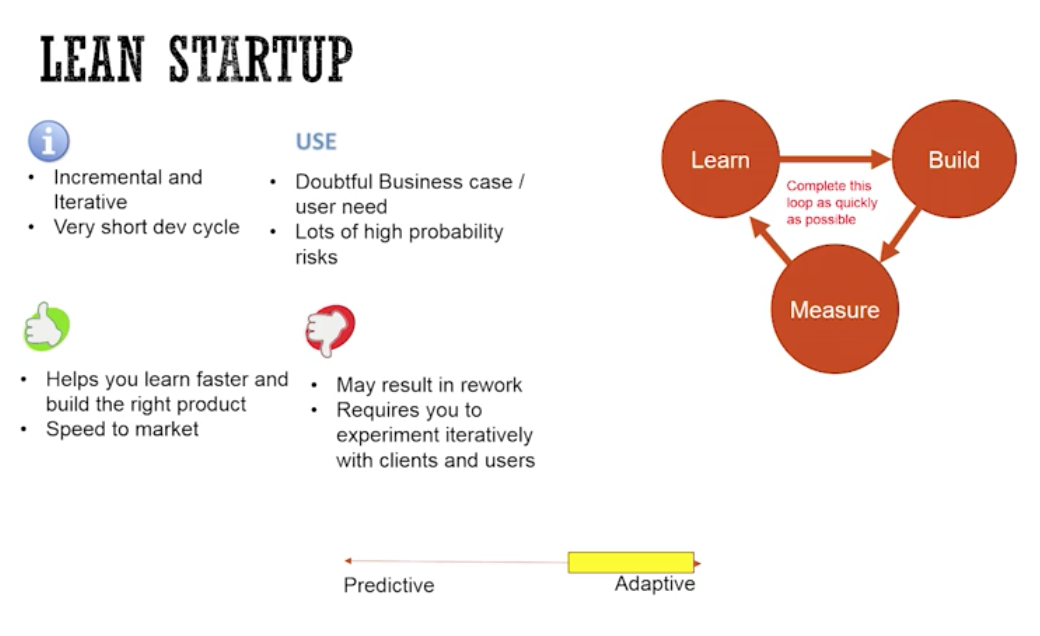 LEAN STARTUP
• Incremental and
Iterative
• Very short dev cycle
USE
• Doubtful Business case /
user need
• Lots of high probability
risks
• Helps you learn faster and
build the right product
• Speed to market
• May result in rework
• Requires you to
experiment iteratively
with clients and users
Learn
Build
Complete this
loop as quickly
as possible
Measure
Predictive
Adaptive